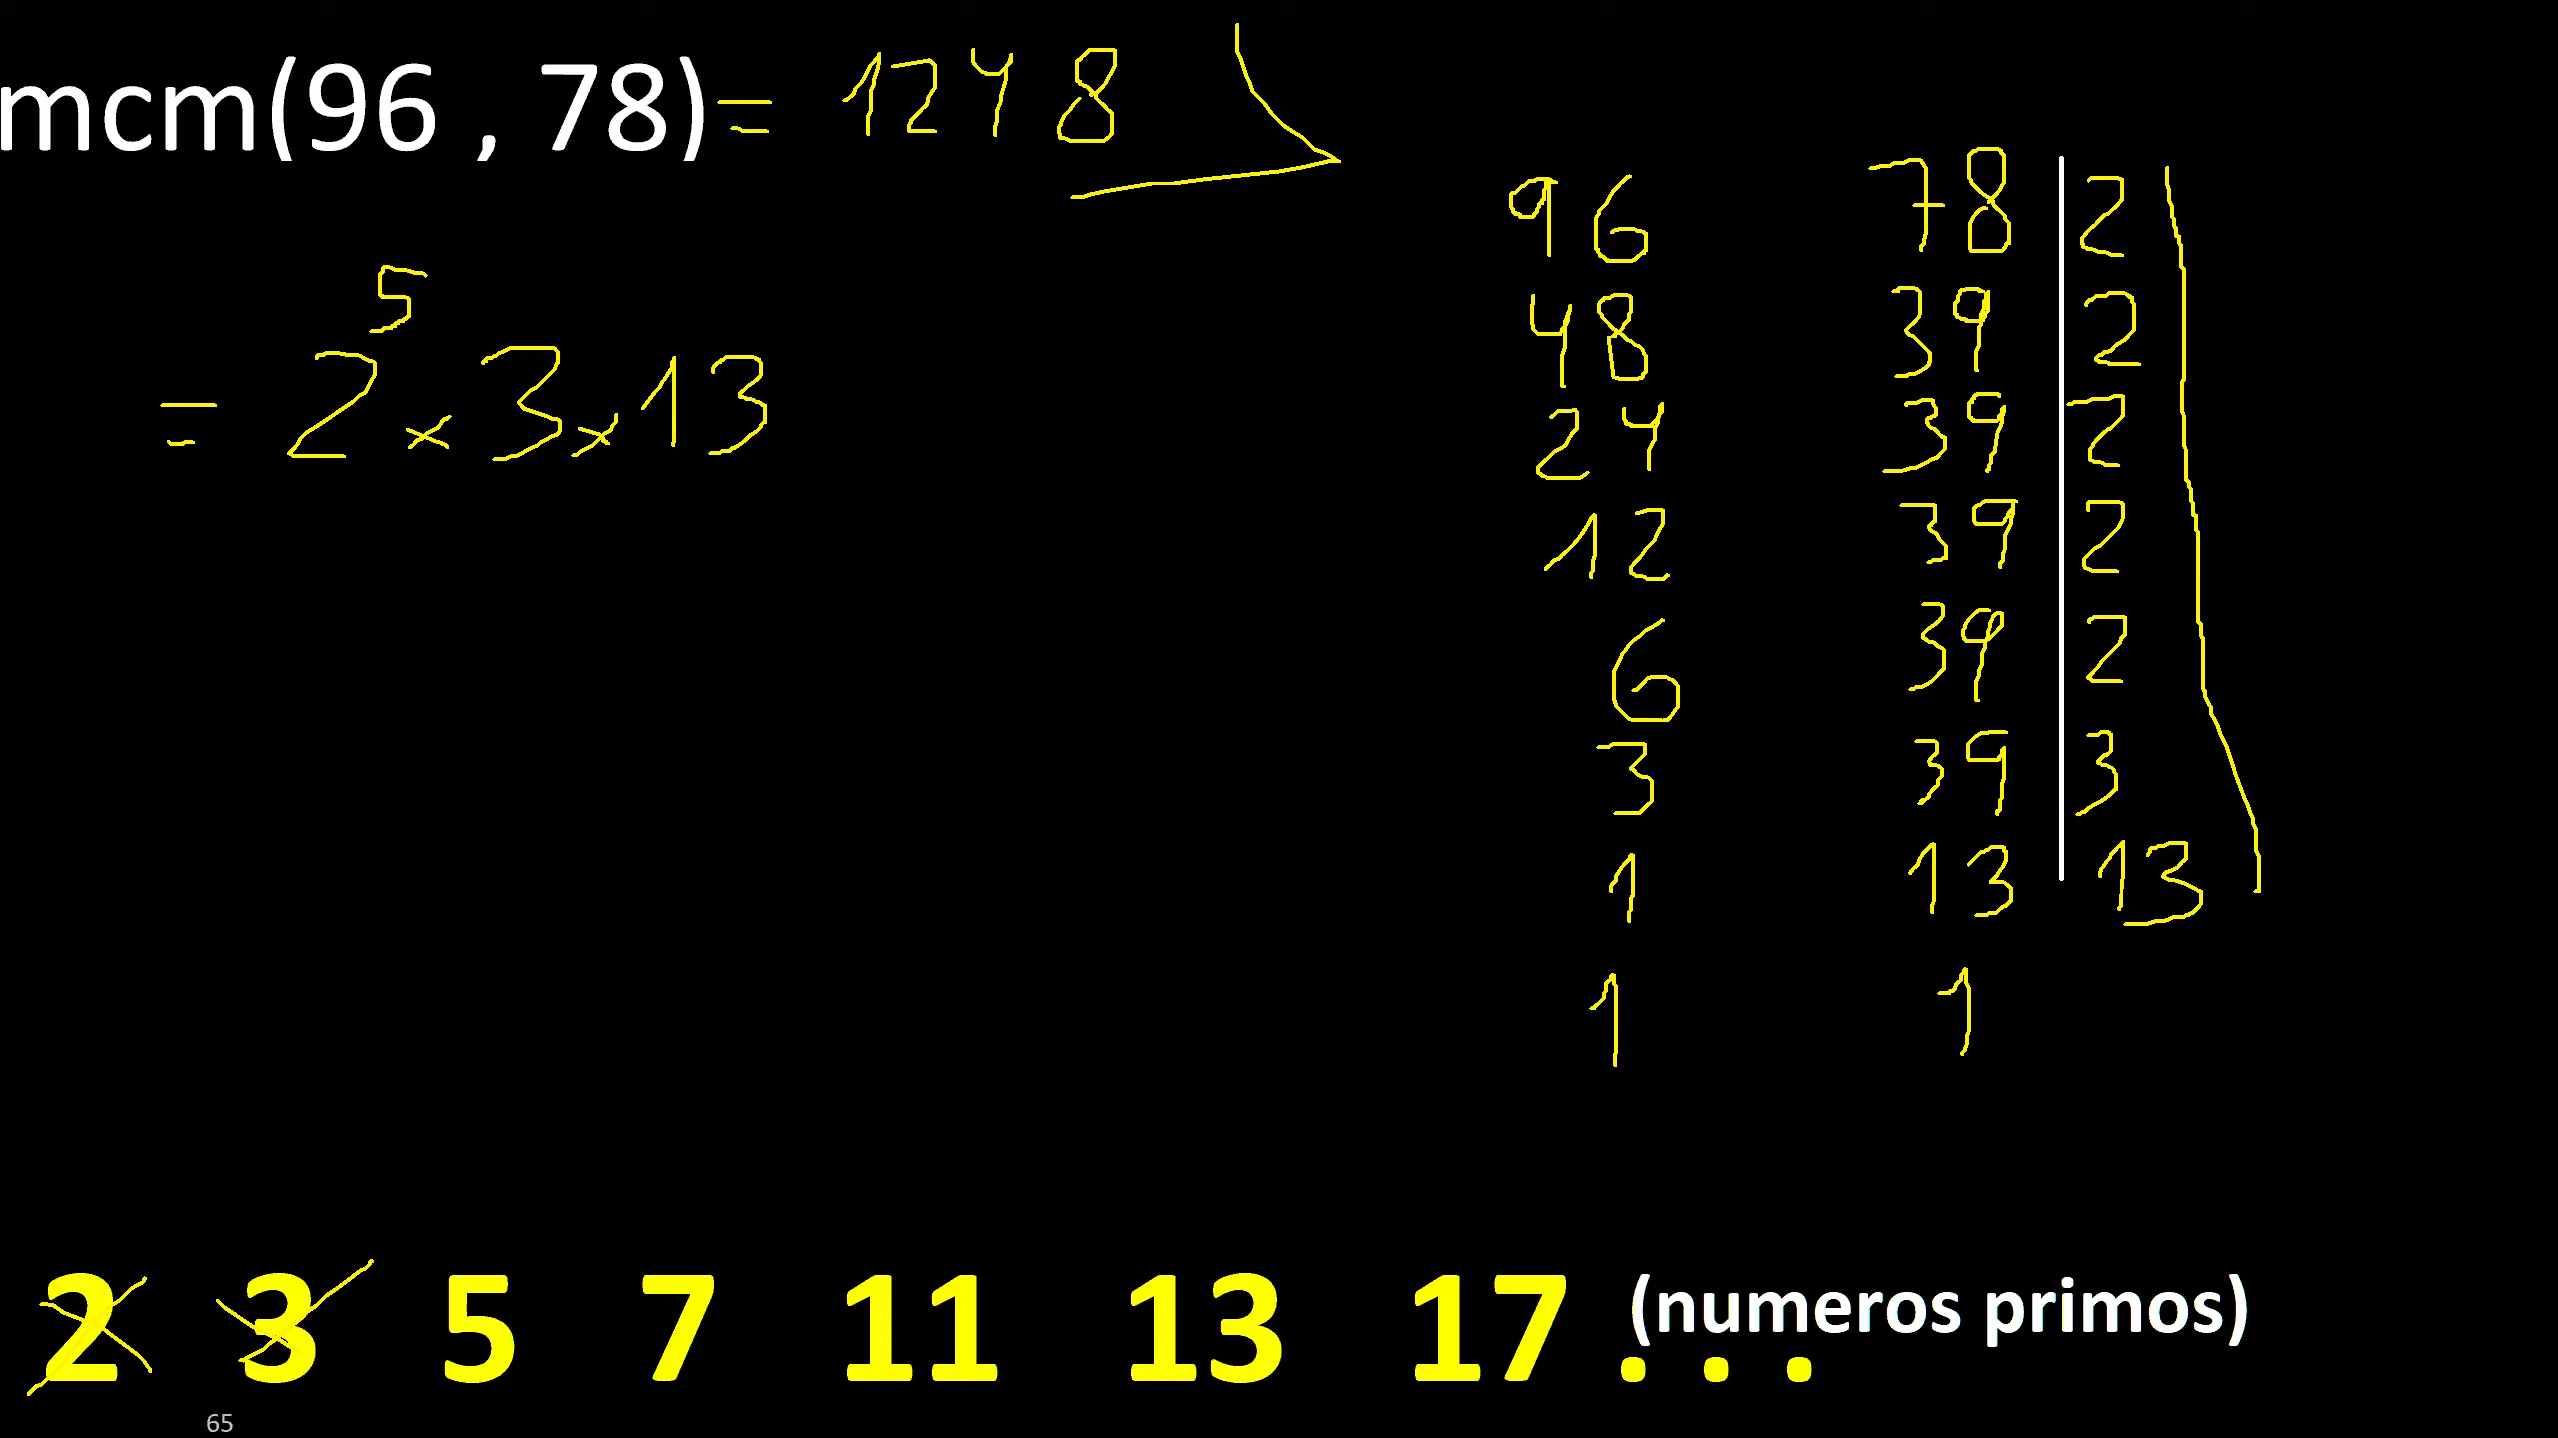 mcm(96 , 78)= 1248
= 2⁵ × 3 × 13
96 78 | 2
48 39 | 2
24 39 | 2
12 39 | 2
6 39 | 2
3 39 | 3
1 13 | 13
1 1
2 3 5 7 11 13 17 . . . (numeros primos)
65